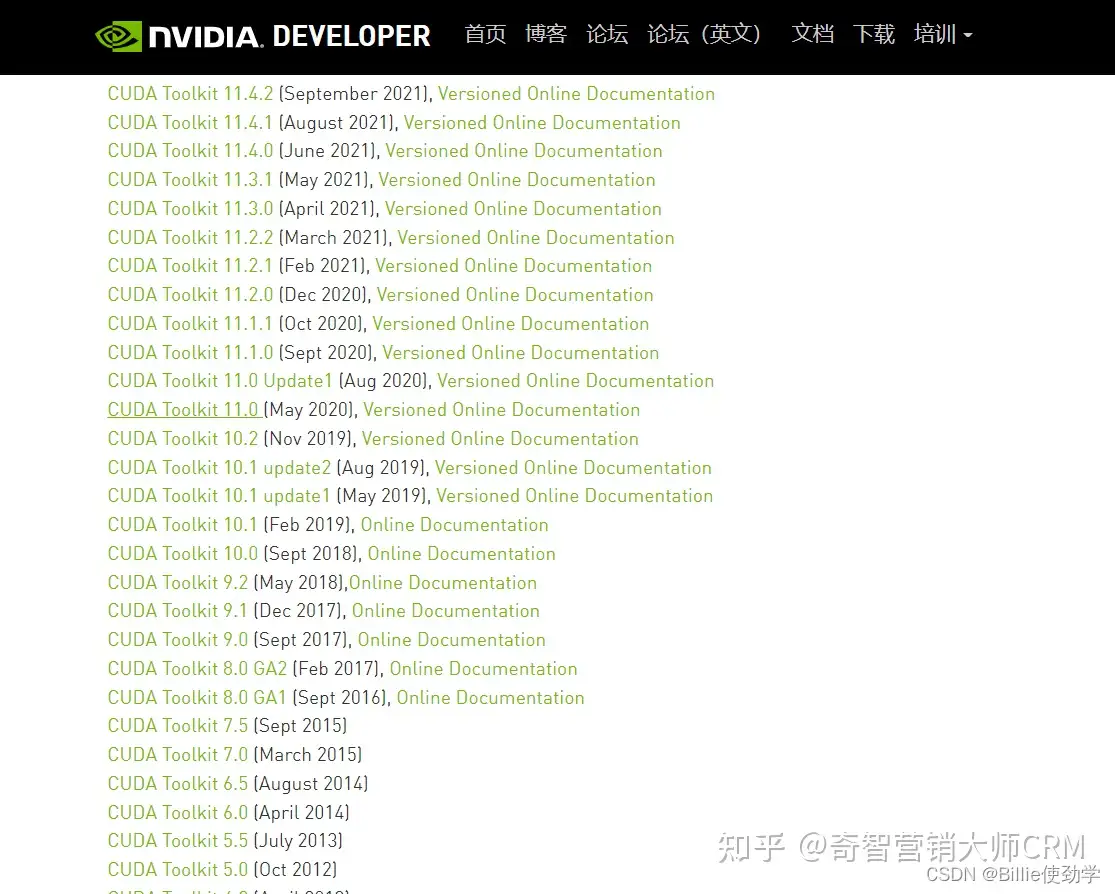 NVIDIA. DEVELOPER 首页 博客 论坛 论坛（英文） 文档 下载 培训
CUDA Toolkit 11.4.2 (September 2021), Versioned Online Documentation
CUDA Toolkit 11.4.1 (August 2021), Versioned Online Documentation
CUDA Toolkit 11.4.0 (June 2021), Versioned Online Documentation
CUDA Toolkit 11.3.1 (May 2021), Versioned Online Documentation
CUDA Toolkit 11.3.0 (April 2021), Versioned Online Documentation
CUDA Toolkit 11.2.2 (March 2021), Versioned Online Documentation
CUDA Toolkit 11.2.1 (Feb 2021), Versioned Online Documentation
CUDA Toolkit 11.2.0 (Dec 2020), Versioned Online Documentation
CUDA Toolkit 11.1.1 (Oct 2020), Versioned Online Documentation
CUDA Toolkit 11.1.0 (Sept 2020), Versioned Online Documentation
CUDA Toolkit 11.0 Update1 (Aug 2020), Versioned Online Documentation
CUDA Toolkit 11.0 (May 2020), Versioned Online Documentation
CUDA Toolkit 10.2 (Nov 2019), Versioned Online Documentation
CUDA Toolkit 10.1 update2 (Aug 2019), Versioned Online Documentation
CUDA Toolkit 10.1 update1 (May 2019), Versioned Online Documentation
CUDA Toolkit 10.1 (Feb 2019), Online Documentation
CUDA Toolkit 10.0 (Sept 2018), Online Documentation
CUDA Toolkit 9.2 (May 2018),Online Documentation
CUDA Toolkit 9.1 (Dec 2017), Online Documentation
CUDA Toolkit 9.0 (Sept 2017), Online Documentation
CUDA Toolkit 8.0 GA2 (Feb 2017), Online Documentation
CUDA Toolkit 8.0 GA1 (Sept 2016), Online Documentation
CUDA Toolkit 7.5 (Sept 2015)
CUDA Toolkit 7.0 (March 2015)
CUDA Toolkit 6.5 (August 2014)
CUDA Toolkit 6.0 (April 2014)
CUDA Toolkit 5.5 (July 2013)
CUDA Toolkit 5.0 (Oct 2012)
知乎 @奇智营销大师CRM
CSDN @Billie使劲学